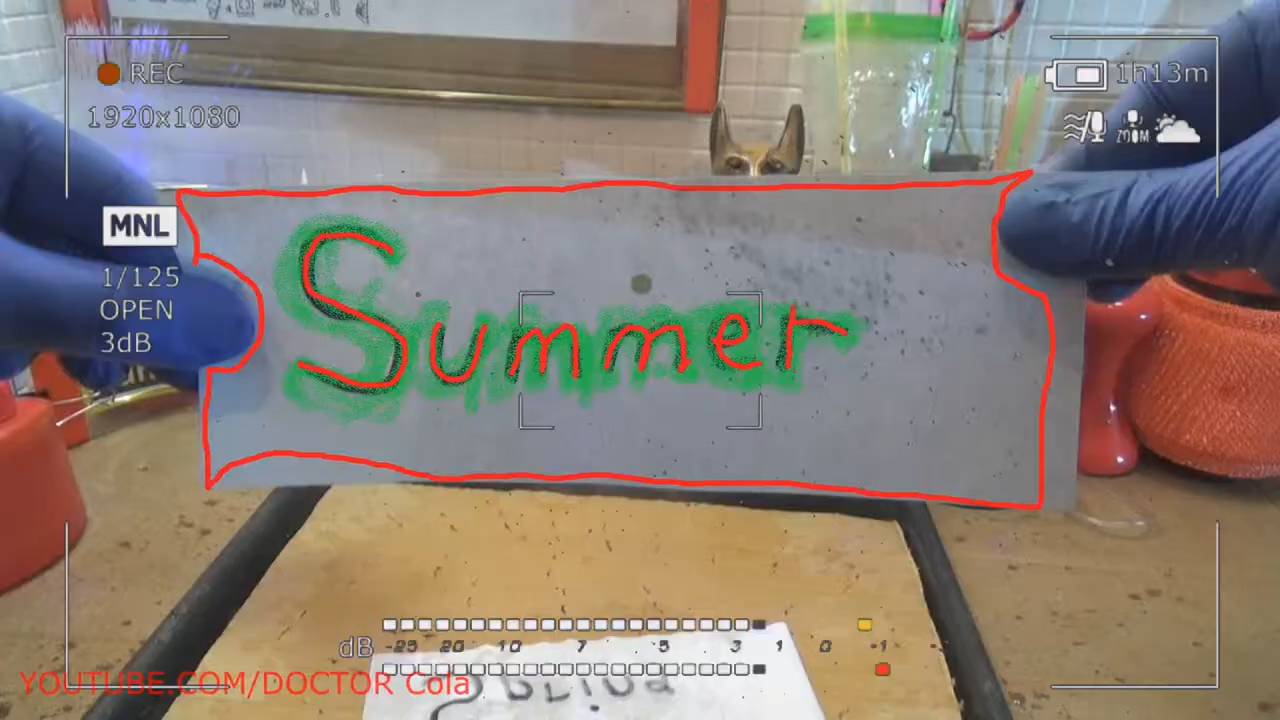 REC
1h13m
1920x1080
ZOOM
MNL
1/125
OPEN
3dB
Summer
dB -25 20 10 7 5 3 1 0 -1
YOUTUBE.COM/DOCTOR Cola